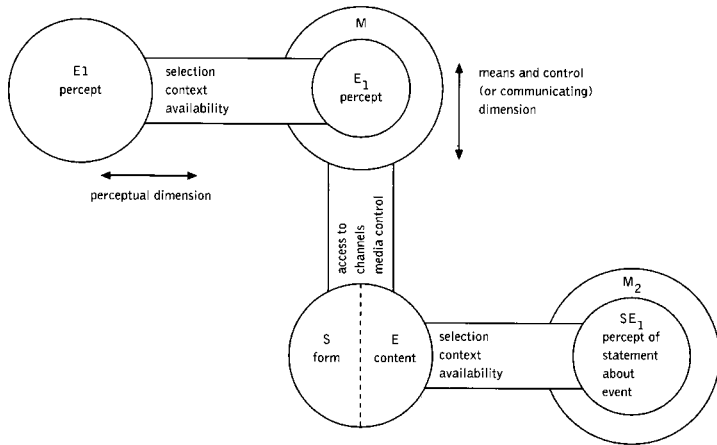 M
E1
percept
selection
context
availability
E₁
percept
means and control
(or communicating)
dimension
perceptual dimension
access to
channels
media control
S
form
E
content
selection
context
availability
M₂
SE₁
percept of
statement
about
event